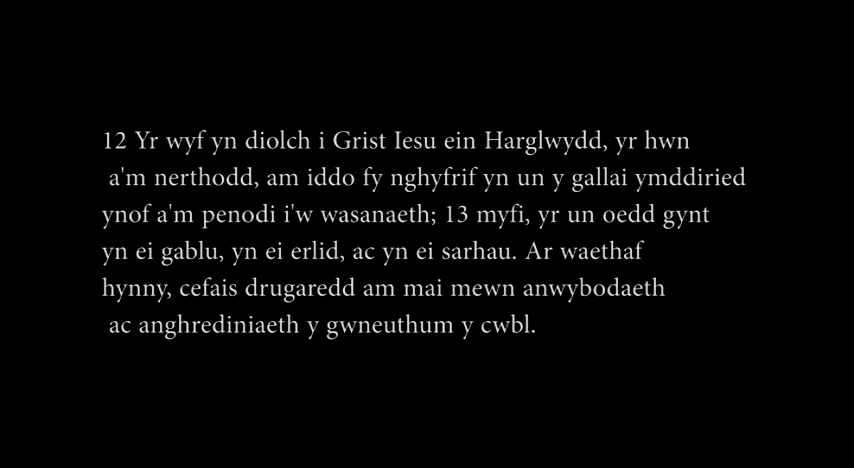 12 Yr wyf yn diolch i Grist Iesu ein Harglwydd, yr hwn
a'm nerthodd, am iddo fy nghyfrif yn un y gallai ymddiried
ynof a'm penodi i'w wasanaeth; 13 myfi, yr un oedd gynt
yn ei gablu, yn ei erlid, ac yn ei sarhau. Ar waethaf
hynny, cefais drugaredd am mai mewn anwybodaeth
ac anghrediniaeth y gwneuthum y cwbl.